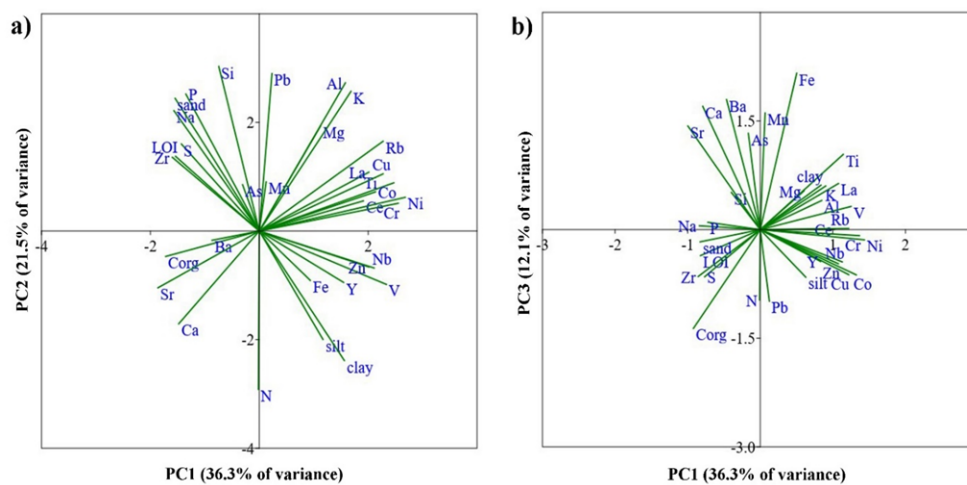 a)
Si
Pb
Al
K
P
sand
Na
2
Mg
LOI
S
Zr
Rb
Cu
La
Ti
Co
As
Mn
Ni
Ce
Cr
-4
-2
2
Ba
Corg
Nb
Zn
Sr
Fe
Y
V
Ca
-2
silt
clay
N
-4
PC2 (21.5% of variance)
PC1 (36.3% of variance)
b)
Fe
Ba
Ca
Mn
1.5
Sr
As
Ti
clay
Mg
La
K
Si
Al
V
Rb
Na
P
Ce
-3
-2
-1
2
sand
Cr
Ni
LOI
Nb
Y
Zr
S
Zn
silt
Cu
Co
N
Pb
Corg
-1.5
-3.0
PC3 (12.1% of variance)
PC1 (36.3% of variance)